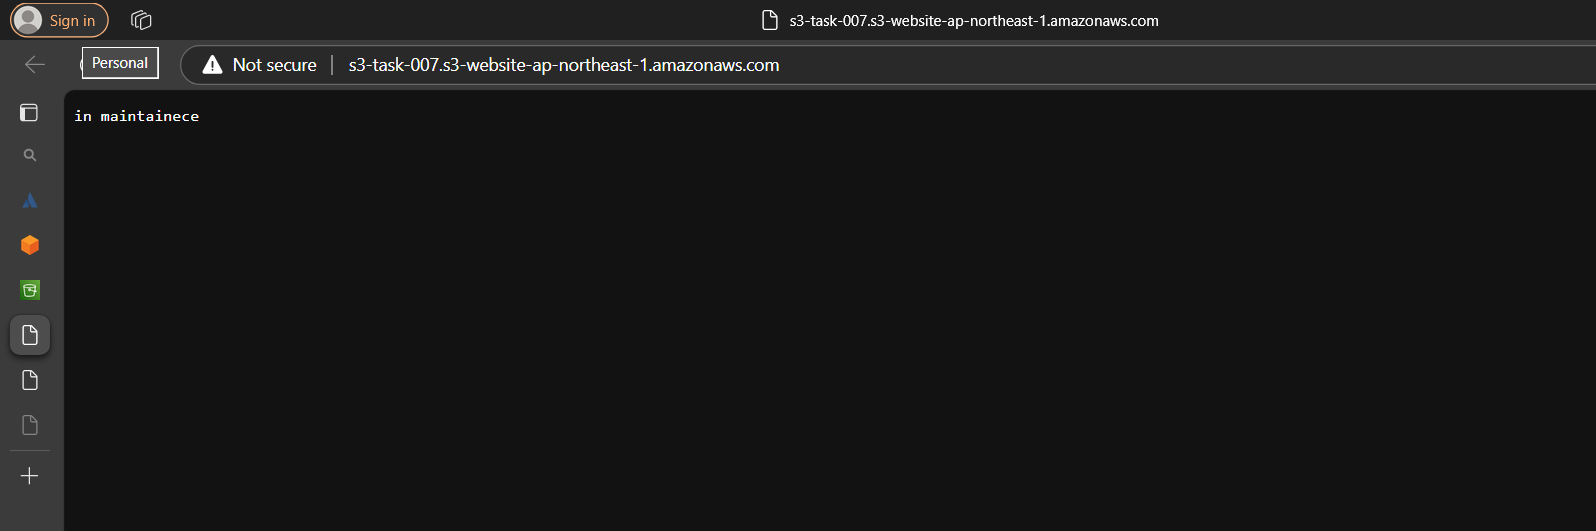 Sign in
s3-task-007.s3-website-ap-northeast-1.amazonaws.com
Personal
Not secure
s3-task-007.s3-website-ap-northeast-1.amazonaws.com
in maintainece